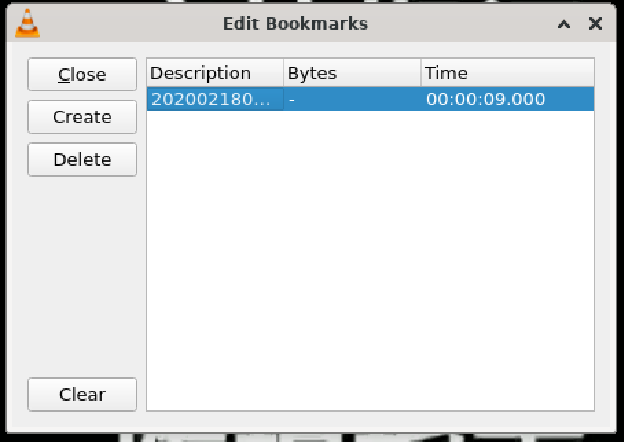 Edit Bookmarks
Close
Create
Delete
Clear
Description Bytes Time
202002180... - 00:00:09.000